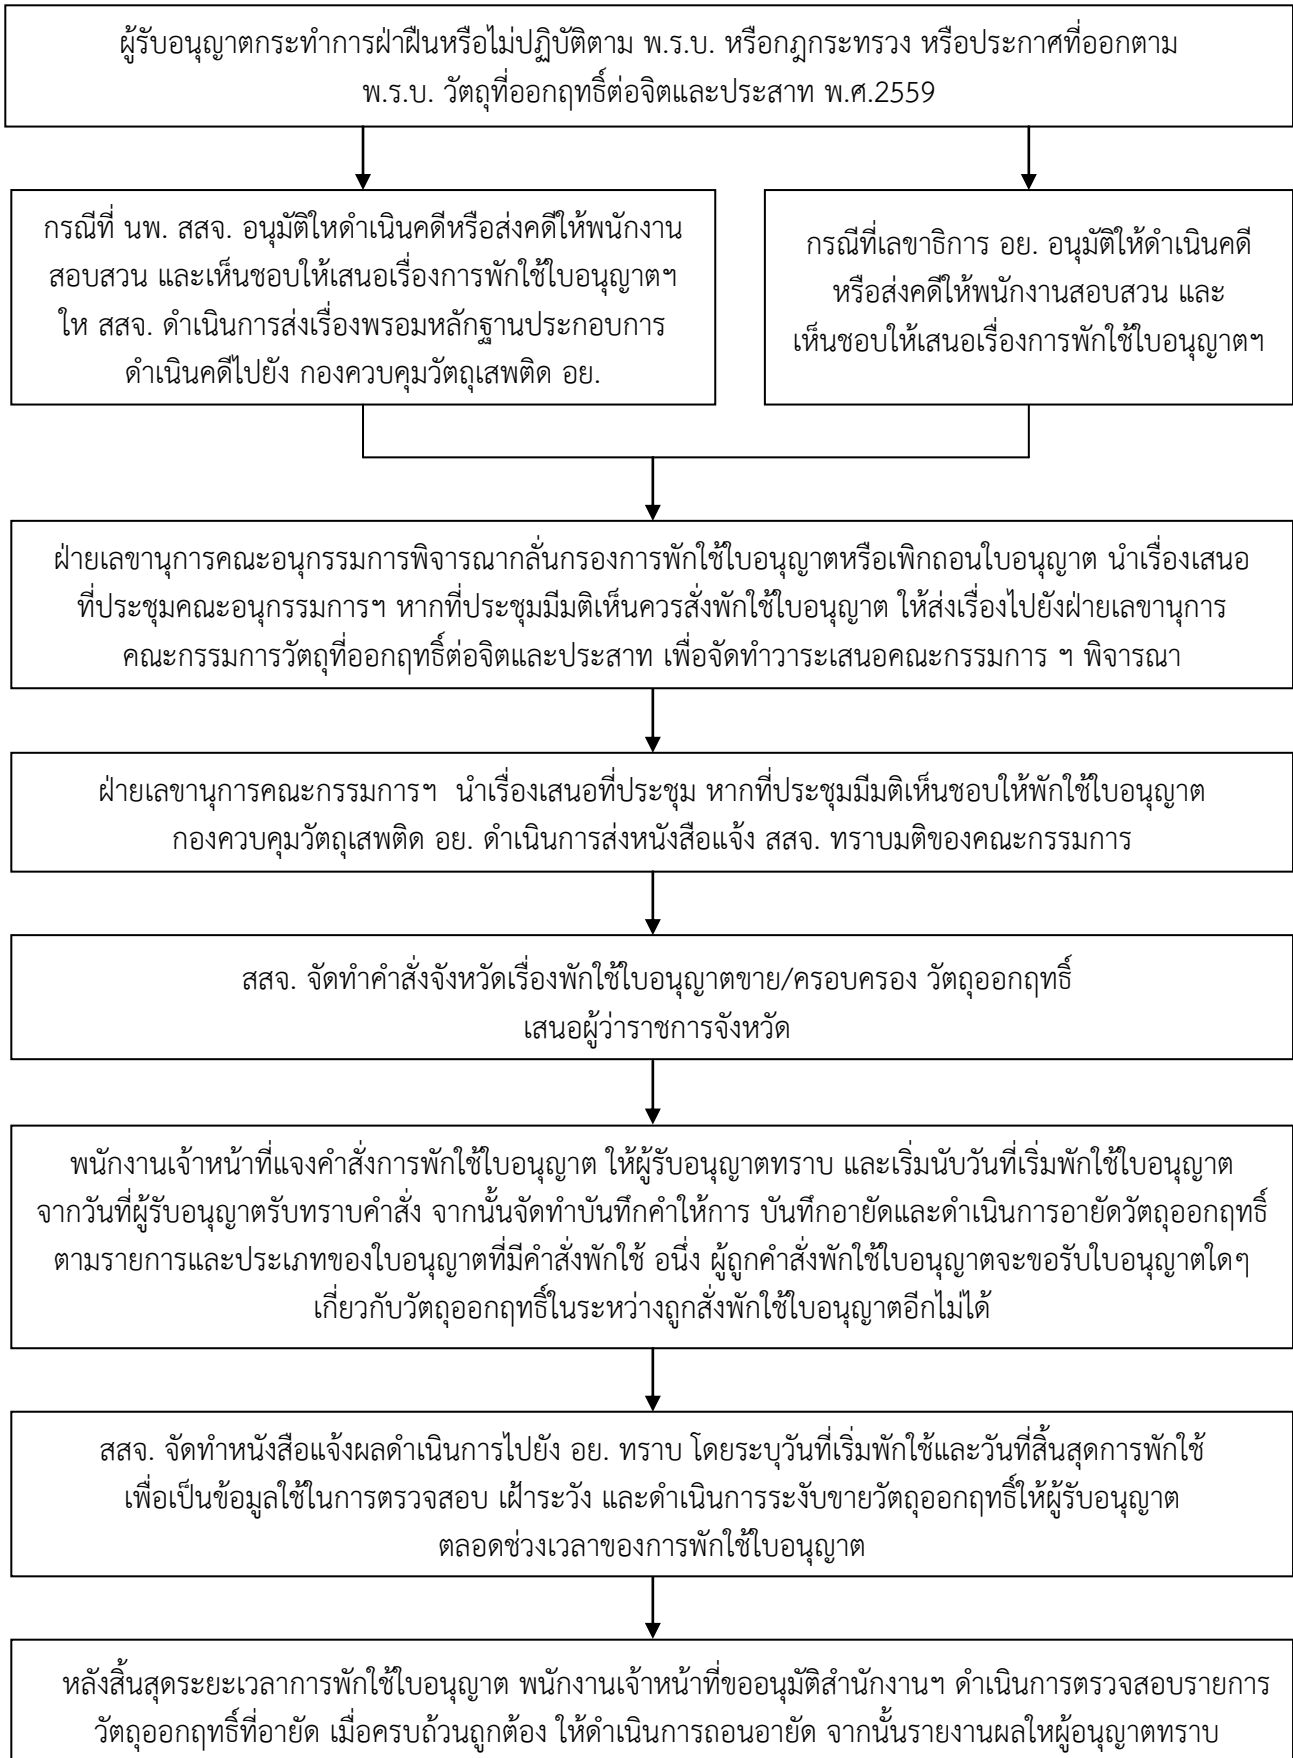 ผู้รับอนุญาตกระทำการฝ่าฝืนหรือไม่ปฏิบัติตาม พ.ร.บ. หรือกฎกระทรวง หรือประกาศที่ออกตาม
พ.ร.บ. วัตถุที่ออกฤทธิ์ต่อจิตและประสาท พ.ศ.2559
กรณีที่ นพ. สสจ. อนุมัติใหดำเนินคดีหรือส่งคดีให้พนักงาน
สอบสวน และเห็นชอบให้เสนอเรื่องการพักใช้ใบอนุญาตฯ
ให สสจ. ดำเนินการส่งเรื่องพรอมหลักฐานประกอบการ
ดำเนินคดีไปยัง กองควบคุมวัตถุเสพติด อย.
กรณีที่เลขาธิการ อย. อนุมัติให้ดำเนินคดี
หรือส่งคดีให้พนักงานสอบสวน และ
เห็นชอบให้เสนอเรื่องการพักใช้ใบอนุญาตฯ
ฝ่ายเลขานุการคณะอนุกรรมการพิจารณากลั่นกรองการพักใช้ใบอนุญาตหรือเพิกถอนใบอนุญาต นำเรื่องเสนอ
ที่ประชุมคณะอนุกรรมการฯ หากที่ประชุมมีมติเห็นควรสั่งพักใช้ใบอนุญาต ให้ส่งเรื่องไปยังฝ่ายเลขานุการ
คณะกรรมการวัตถุที่ออกฤทธิ์ต่อจิตและประสาท เพื่อจัดทำวาระเสนอคณะกรรมการ ฯ พิจารณา
ฝ่ายเลขานุการคณะกรรมการฯ นำเรื่องเสนอที่ประชุม หากที่ประชุมมีมติเห็นชอบให้พักใช้ใบอนุญาต
กองควบคุมวัตถุเสพติด อย. ดำเนินการส่งหนังสือแจ้ง สสจ. ทราบมติของคณะกรรมการ
สสจ. จัดทำคำสั่งจังหวัดเรื่องพักใช้ใบอนุญาตขาย/ครอบครอง วัตถุออกฤทธิ์
เสนอผู้ว่าราชการจังหวัด
พนักงานเจ้าหน้าที่แจงคำสั่งการพักใช้ใบอนุญาต ให้ผู้รับอนุญาตทราบ และเริ่มนับวันที่เริ่มพักใช้ใบอนุญาต
จากวันที่ผู้รับอนุญาตรับทราบคำสั่ง จากนั้นจัดทำบันทึกคำให้การ บันทึกอายัดและดำเนินการอายัดวัตถุออกฤทธิ์
ตามรายการและประเภทของใบอนุญาตที่มีคำสั่งพักใช้ อนึ่ง ผู้ถูกคำสั่งพักใช้ใบอนุญาตจะขอรับใบอนุญาตใดๆ
เกี่ยวกับวัตถุออกฤทธิ์ในระหว่างถูกสั่งพักใช้ใบอนุญาตอีกไม่ได้
สสจ. จัดทำหนังสือแจ้งผลดำเนินการไปยัง อย. ทราบ โดยระบุวันที่เริ่มพักใช้และวันที่สิ้นสุดการพักใช้
เพื่อเป็นข้อมูลใช้ในการตรวจสอบ เฝ้าระวัง และดำเนินการระงับขายวัตถุออกฤทธิ์ให้ผู้รับอนุญาต
ตลอดช่วงเวลาของการพักใช้ใบอนุญาต
หลังสิ้นสุดระยะเวลาการพักใช้ใบอนุญาต พนักงานเจ้าหน้าที่ขออนุมัติสำนักงานฯ ดำเนินการตรวจสอบรายการ
วัตถุออกฤทธิ์ที่อายัด เมื่อครบถ้วนถูกต้อง ให้ดำเนินการถอนอายัด จากนั้นรายงานผลใหผู้อนุญาตทราบ